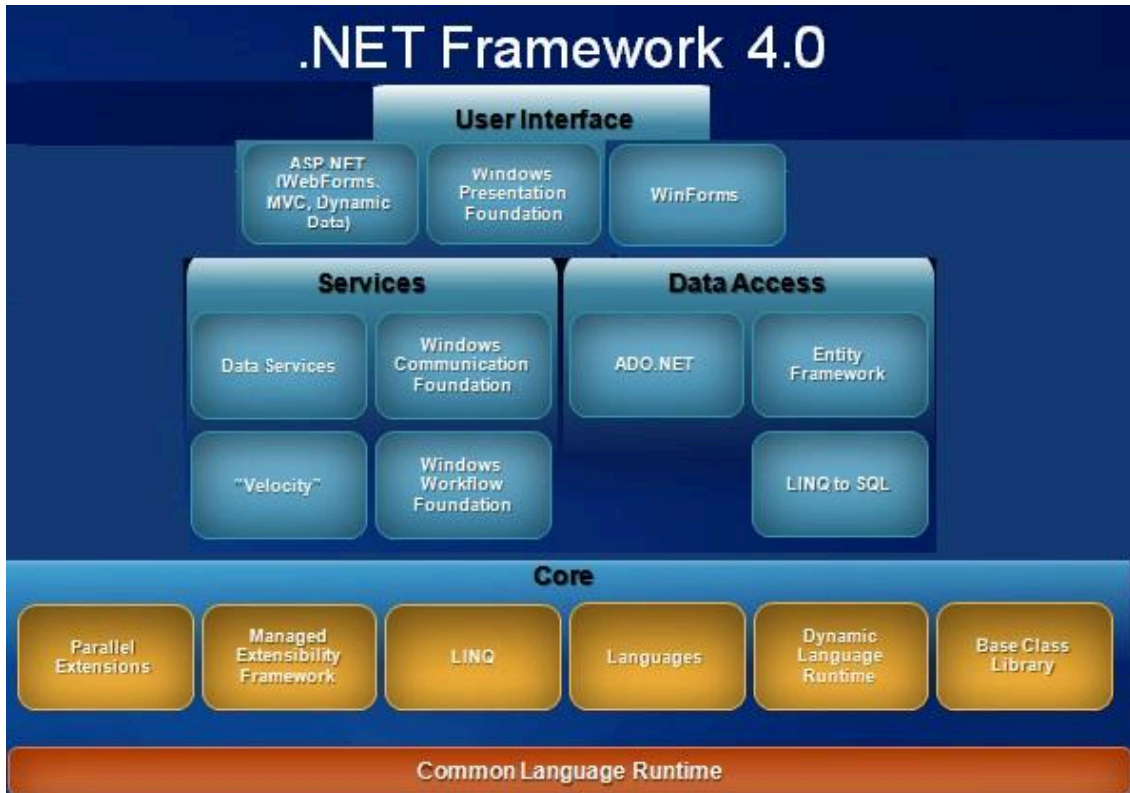 .NET Framework 4.0
User Interface
ASP.NET
(WebForms,
MVC, Dynamic
Data)
Windows
Presentation
Foundation
WinForms
Services
Data Services
Windows
Communication
Foundation
"Velocity"
Windows
Workflow
Foundation
Data Access
ADO.NET
Entity
Framework
LINQ to SQL
Core
Parallel
Extensions
Managed
Extensibility
Framework
LINQ
Languages
Dynamic
Language
Runtime
Base Class
Library
Common Language Runtime